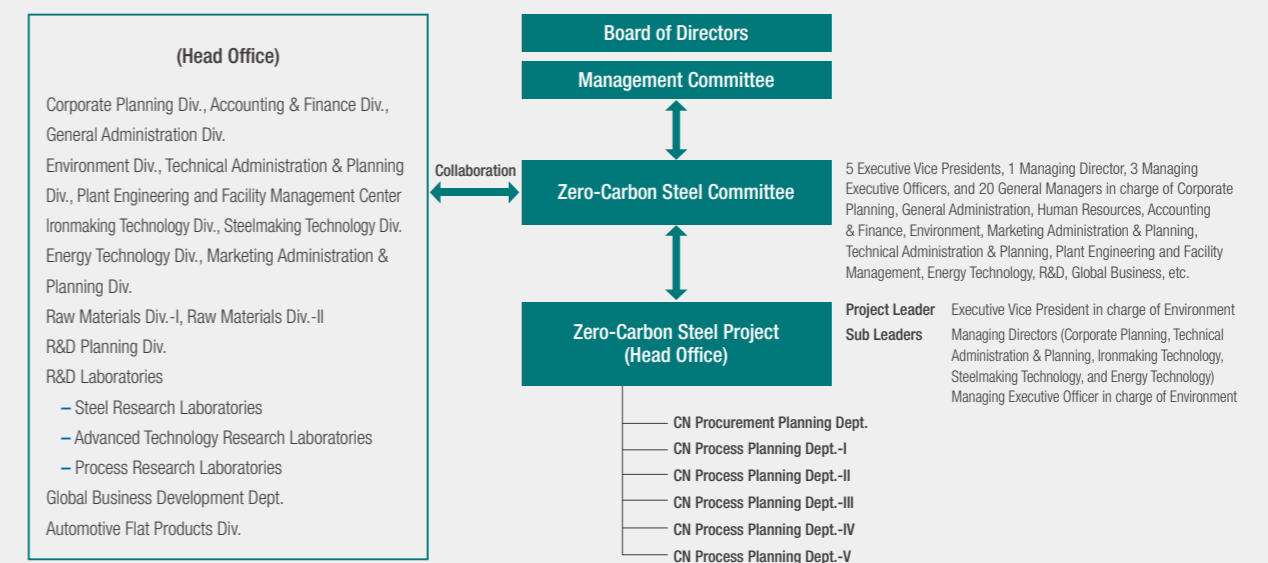 (Head Office)
Corporate Planning Div., Accounting & Finance Div.,
General Administration Div.
Environment Div., Technical Administration & Planning
Div., Plant Engineering and Facility Management Center
Ironmaking Technology Div., Steelmaking Technology Div.
Energy Technology Div., Marketing Administration &
Planning Div.
Raw Materials Div.-I, Raw Materials Div.-II
R&D Planning Div.
R&D Laboratories
– Steel Research Laboratories
– Advanced Technology Research Laboratories
– Process Research Laboratories
Global Business Development Dept.
Automotive Flat Products Div.
Collaboration
Board of Directors
Management Committee
Zero-Carbon Steel Committee
5 Executive Vice Presidents, 1 Managing Director, 3 Managing
Executive Officers, and 20 General Managers in charge of Corporate
Planning, General Administration, Human Resources, Accounting
& Finance, Environment, Marketing Administration & Planning,
Technical Administration & Planning, Plant Engineering and Facility
Management, Energy Technology, R&D, Global Business, etc.
Zero-Carbon Steel Project
(Head Office)
Project Leader Executive Vice President in charge of Environment
Sub Leaders Managing Directors (Corporate Planning, Technical
Administration & Planning, Ironmaking Technology,
Steelmaking Technology, and Energy Technology)
Managing Executive Officer in charge of Environment
CN Procurement Planning Dept.
CN Process Planning Dept.-I
CN Process Planning Dept.-II
CN Process Planning Dept.-III
CN Process Planning Dept.-IV
CN Process Planning Dept.-V